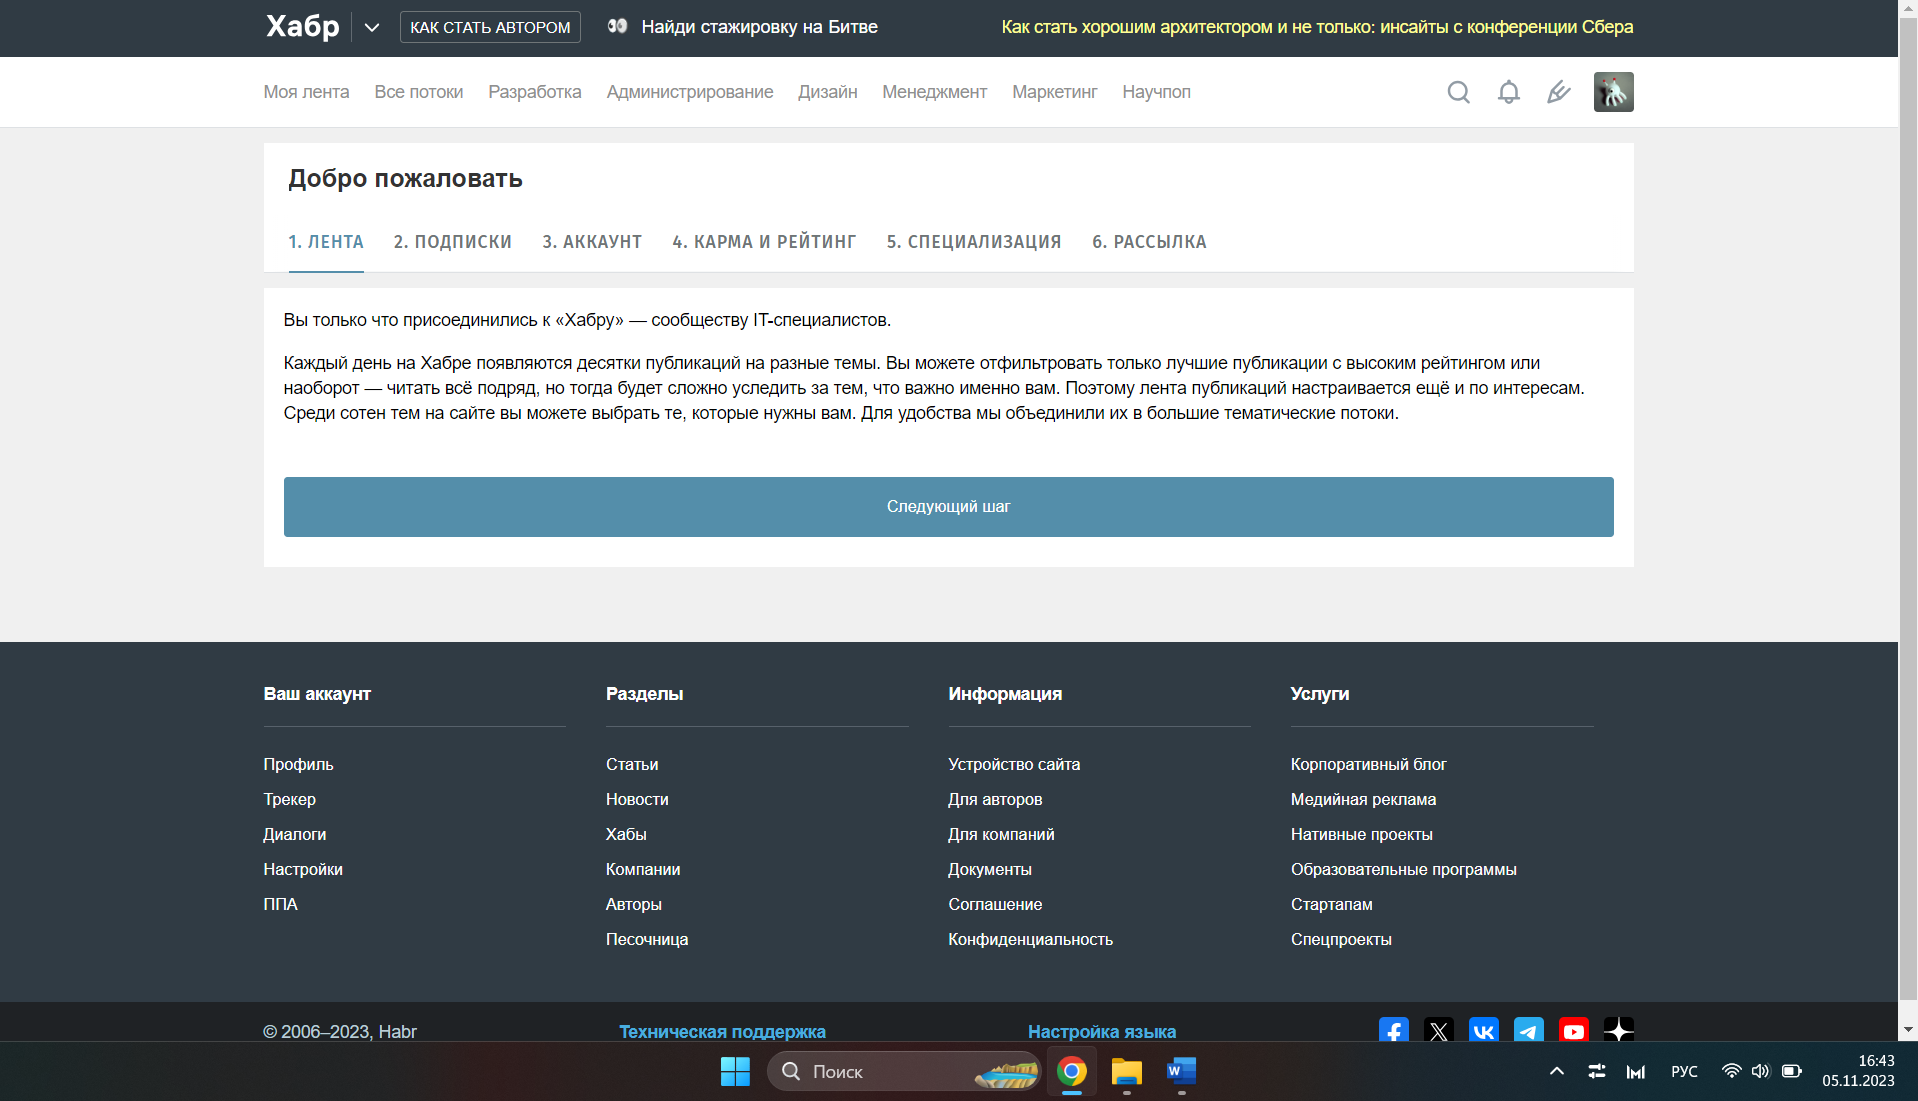 Хабр
КАК СТАТЬ АВТОРОМ
Найди стажировку на Битве
Как стать хорошим архитектором и не только: инсайты с конференции Сбера
Моя лента Все потоки Разработка Администрирование Дизайн Менеджмент Маркетинг Научпоп
Добро пожаловать
1. ЛЕНТА 2. ПОДПИСКИ 3. АККАУНТ 4. КАРМА И РЕЙТИНГ 5. СПЕЦИАЛИЗАЦИЯ 6. РАССЫЛКА
Вы только что присоединились к «Хабру» — сообществу IT-специалистов.
Каждый день на Хабре появляются десятки публикаций на разные темы. Вы можете отфильтровать только лучшие публикации с высоким рейтингом или
наоборот — читать всё подряд, но тогда будет сложно уследить за тем, что важно именно вам. Поэтому лента публикаций настраивается ещё и по интересам.
Среди сотен тем на сайте вы можете выбрать те, которые нужны вам. Для удобства мы объединили их в большие тематические потоки.
Следующий шаг
Ваш аккаунт
Профиль
Трекер
Диалоги
Настройки
ППА
Разделы
Статьи
Новости
Хабы
Компании
Авторы
Песочница
Информация
Устройство сайта
Для авторов
Для компаний
Документы
Соглашение
Конфиденциальность
Услуги
Корпоративный блог
Медийная реклама
Нативные проекты
Образовательные программы
Стартапам
Спецпроекты
© 2006–2023, Habr
Техническая поддержка
Настройка языка
Поиск
РУС
16:43
05.11.2023